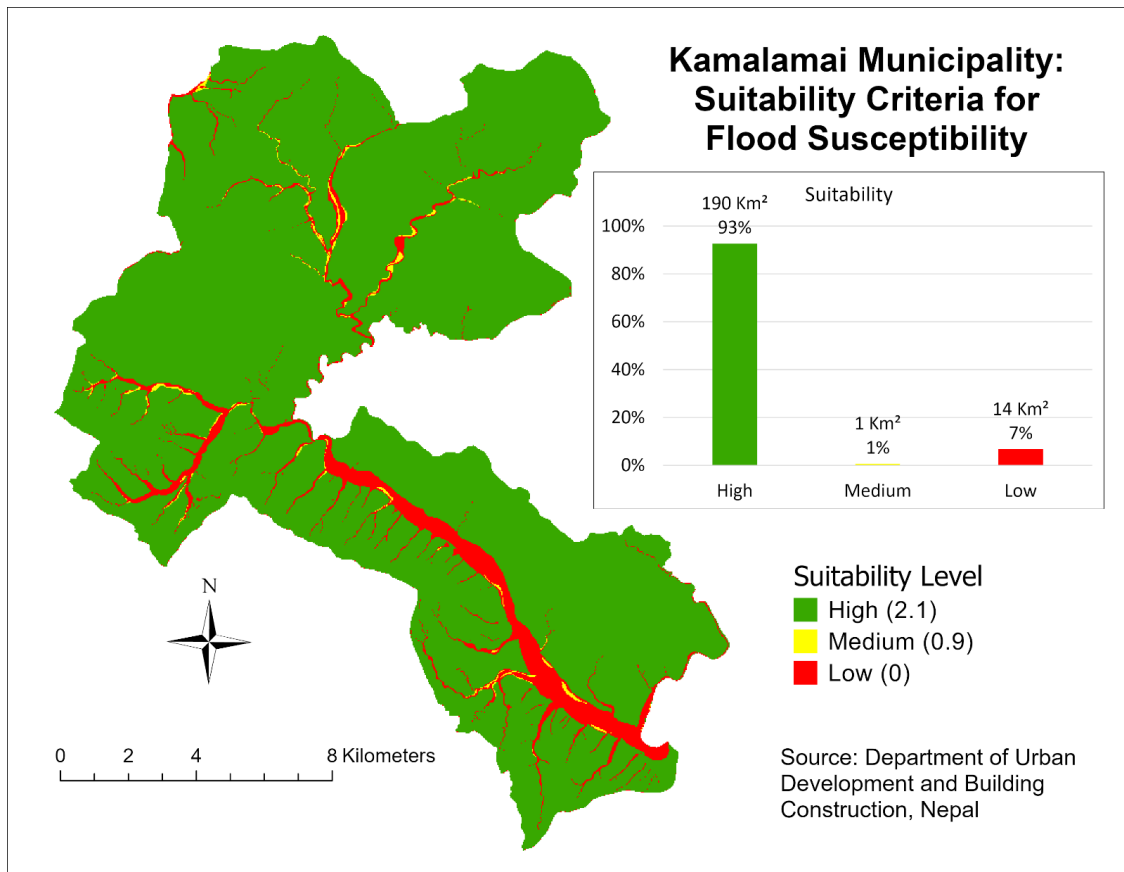 Kamalamai Municipality:
Suitability Criteria for
Flood Susceptibility
Suitability
190 Km²
93%
1 Km²
1%
14 Km²
7%
100%
80%
60%
40%
20%
0%
High Medium Low
Suitability Level
High (2.1)
Medium (0.9)
Low (0)
N
0 2 4 8 Kilometers
Source: Department of Urban
Development and Building
Construction, Nepal